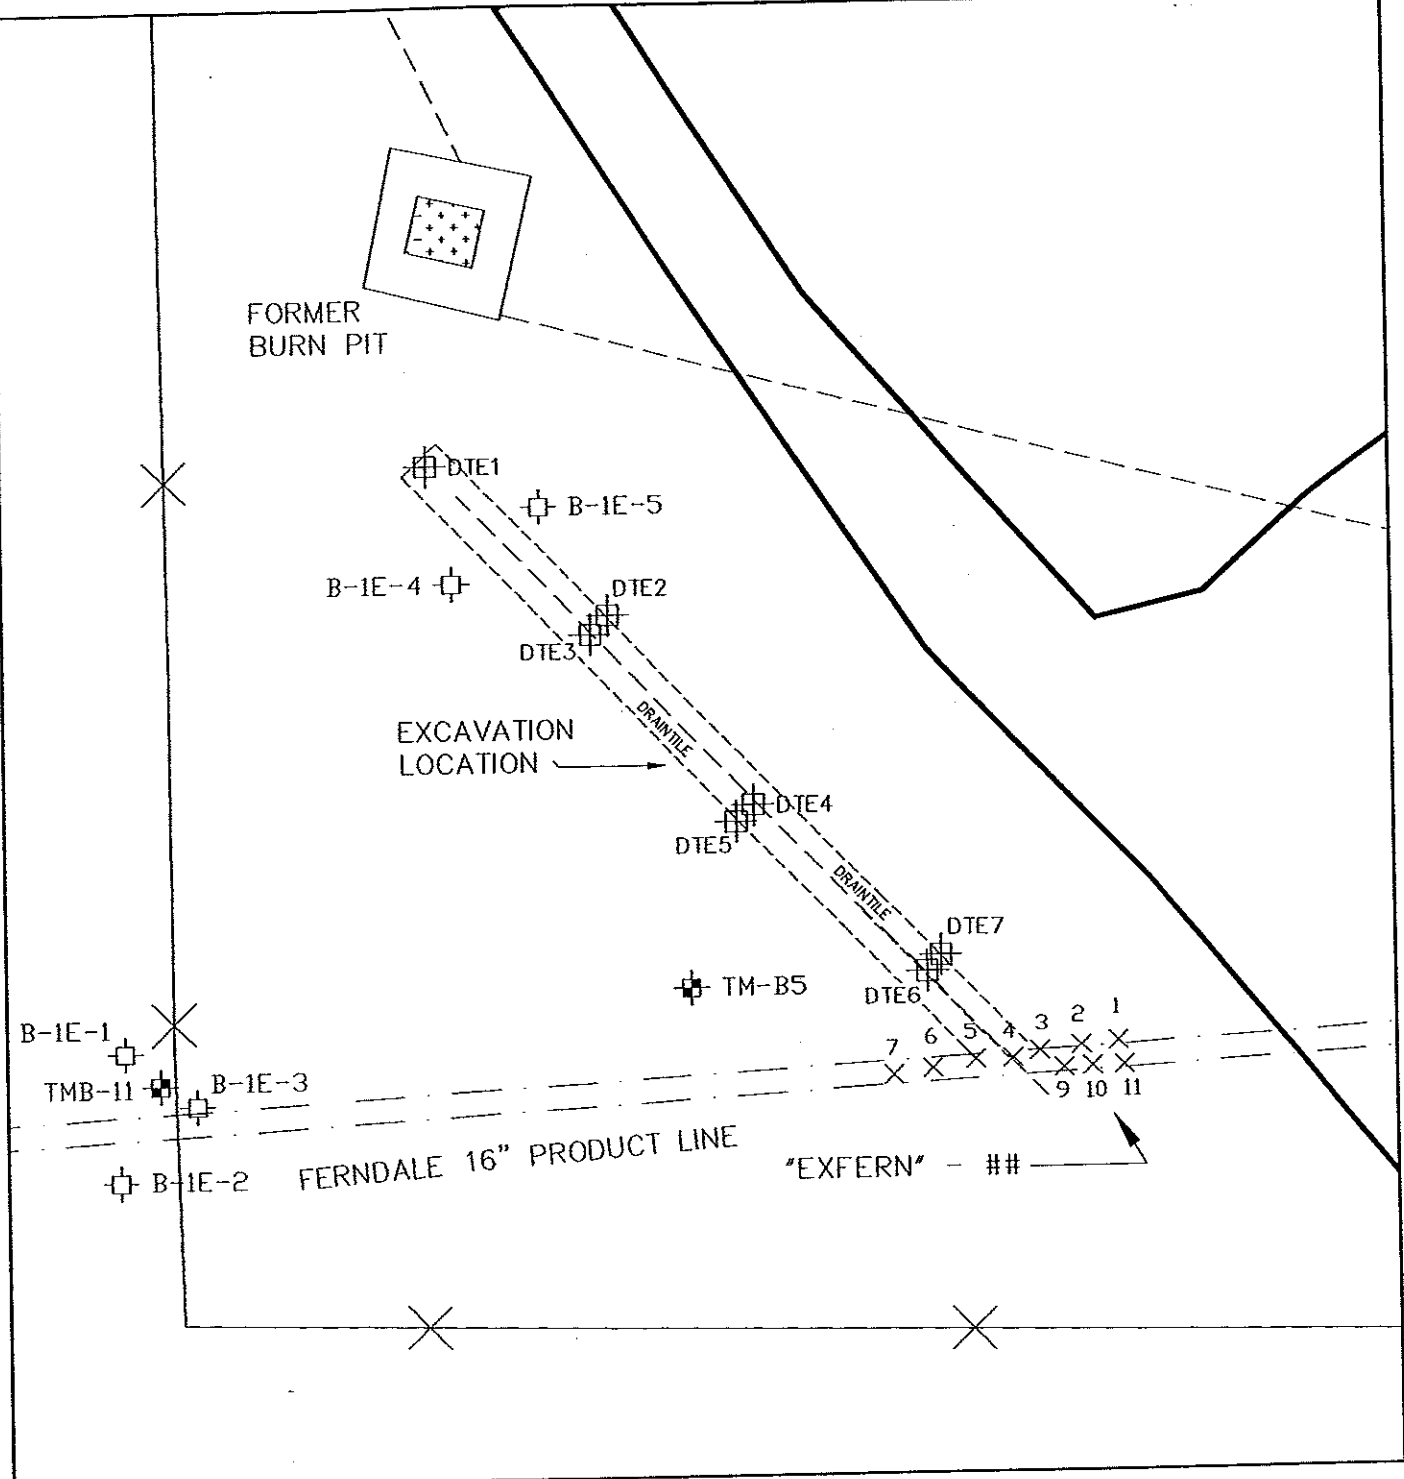 FORMER
BURN PIT
DTE1
B-1E-5
B-1E-4
DTE2
DTE3
DRAINTILE
EXCAVATION
LOCATION
DTE4
DTE5
DRAINTILE
DTE7
TM-B5
DTE6
1
2
3
4
5
6
7
9
10
11
B-1E-1
TMB-11
B-1E-3
B-1E-2
FERNDALE 16" PRODUCT LINE
"EXFERN" - ##